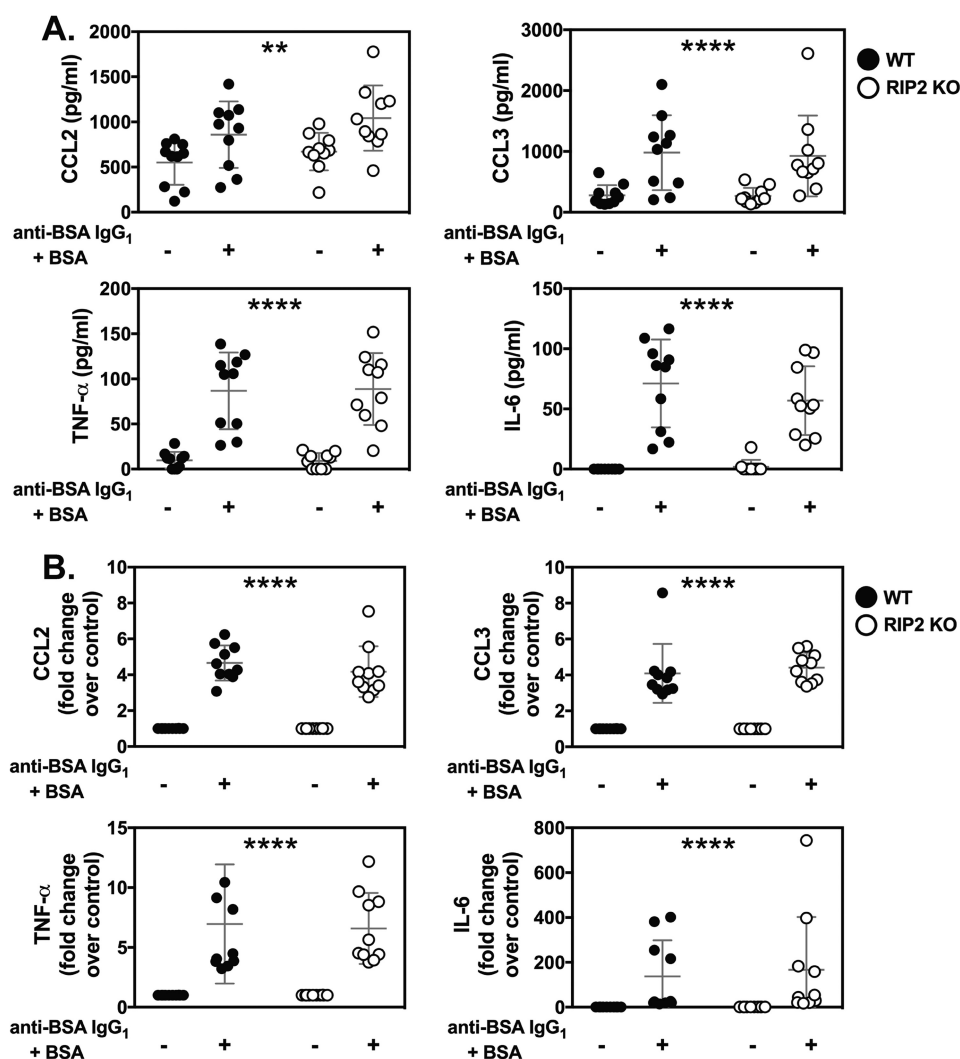 A.
CCL2 (pg/ml)
2000
1500
1000
500
0
**
anti-BSA IgG1
+ BSA
- + - +
CCL3 (pg/ml)
3000
2000
1000
0
****
anti-BSA IgG1
+ BSA
- + - +
WT
RIP2 KO
TNF-α (pg/ml)
200
150
100
50
0
****
anti-BSA IgG1
+ BSA
- + - +
IL-6 (pg/ml)
150
100
50
0
****
anti-BSA IgG1
+ BSA
- + - +
B.
CCL2
(fold change
over control)
10
8
6
4
2
0
****
anti-BSA IgG1
+ BSA
- + - +
CCL3
(fold change
over control)
10
8
6
4
2
0
****
anti-BSA IgG1
+ BSA
- + - +
WT
RIP2 KO
TNF-α
(fold change
over control)
15
10
5
0
****
anti-BSA IgG1
+ BSA
- + - +
IL-6
(fold change
over control)
800
600
400
200
0
****
anti-BSA IgG1
+ BSA
- + - +